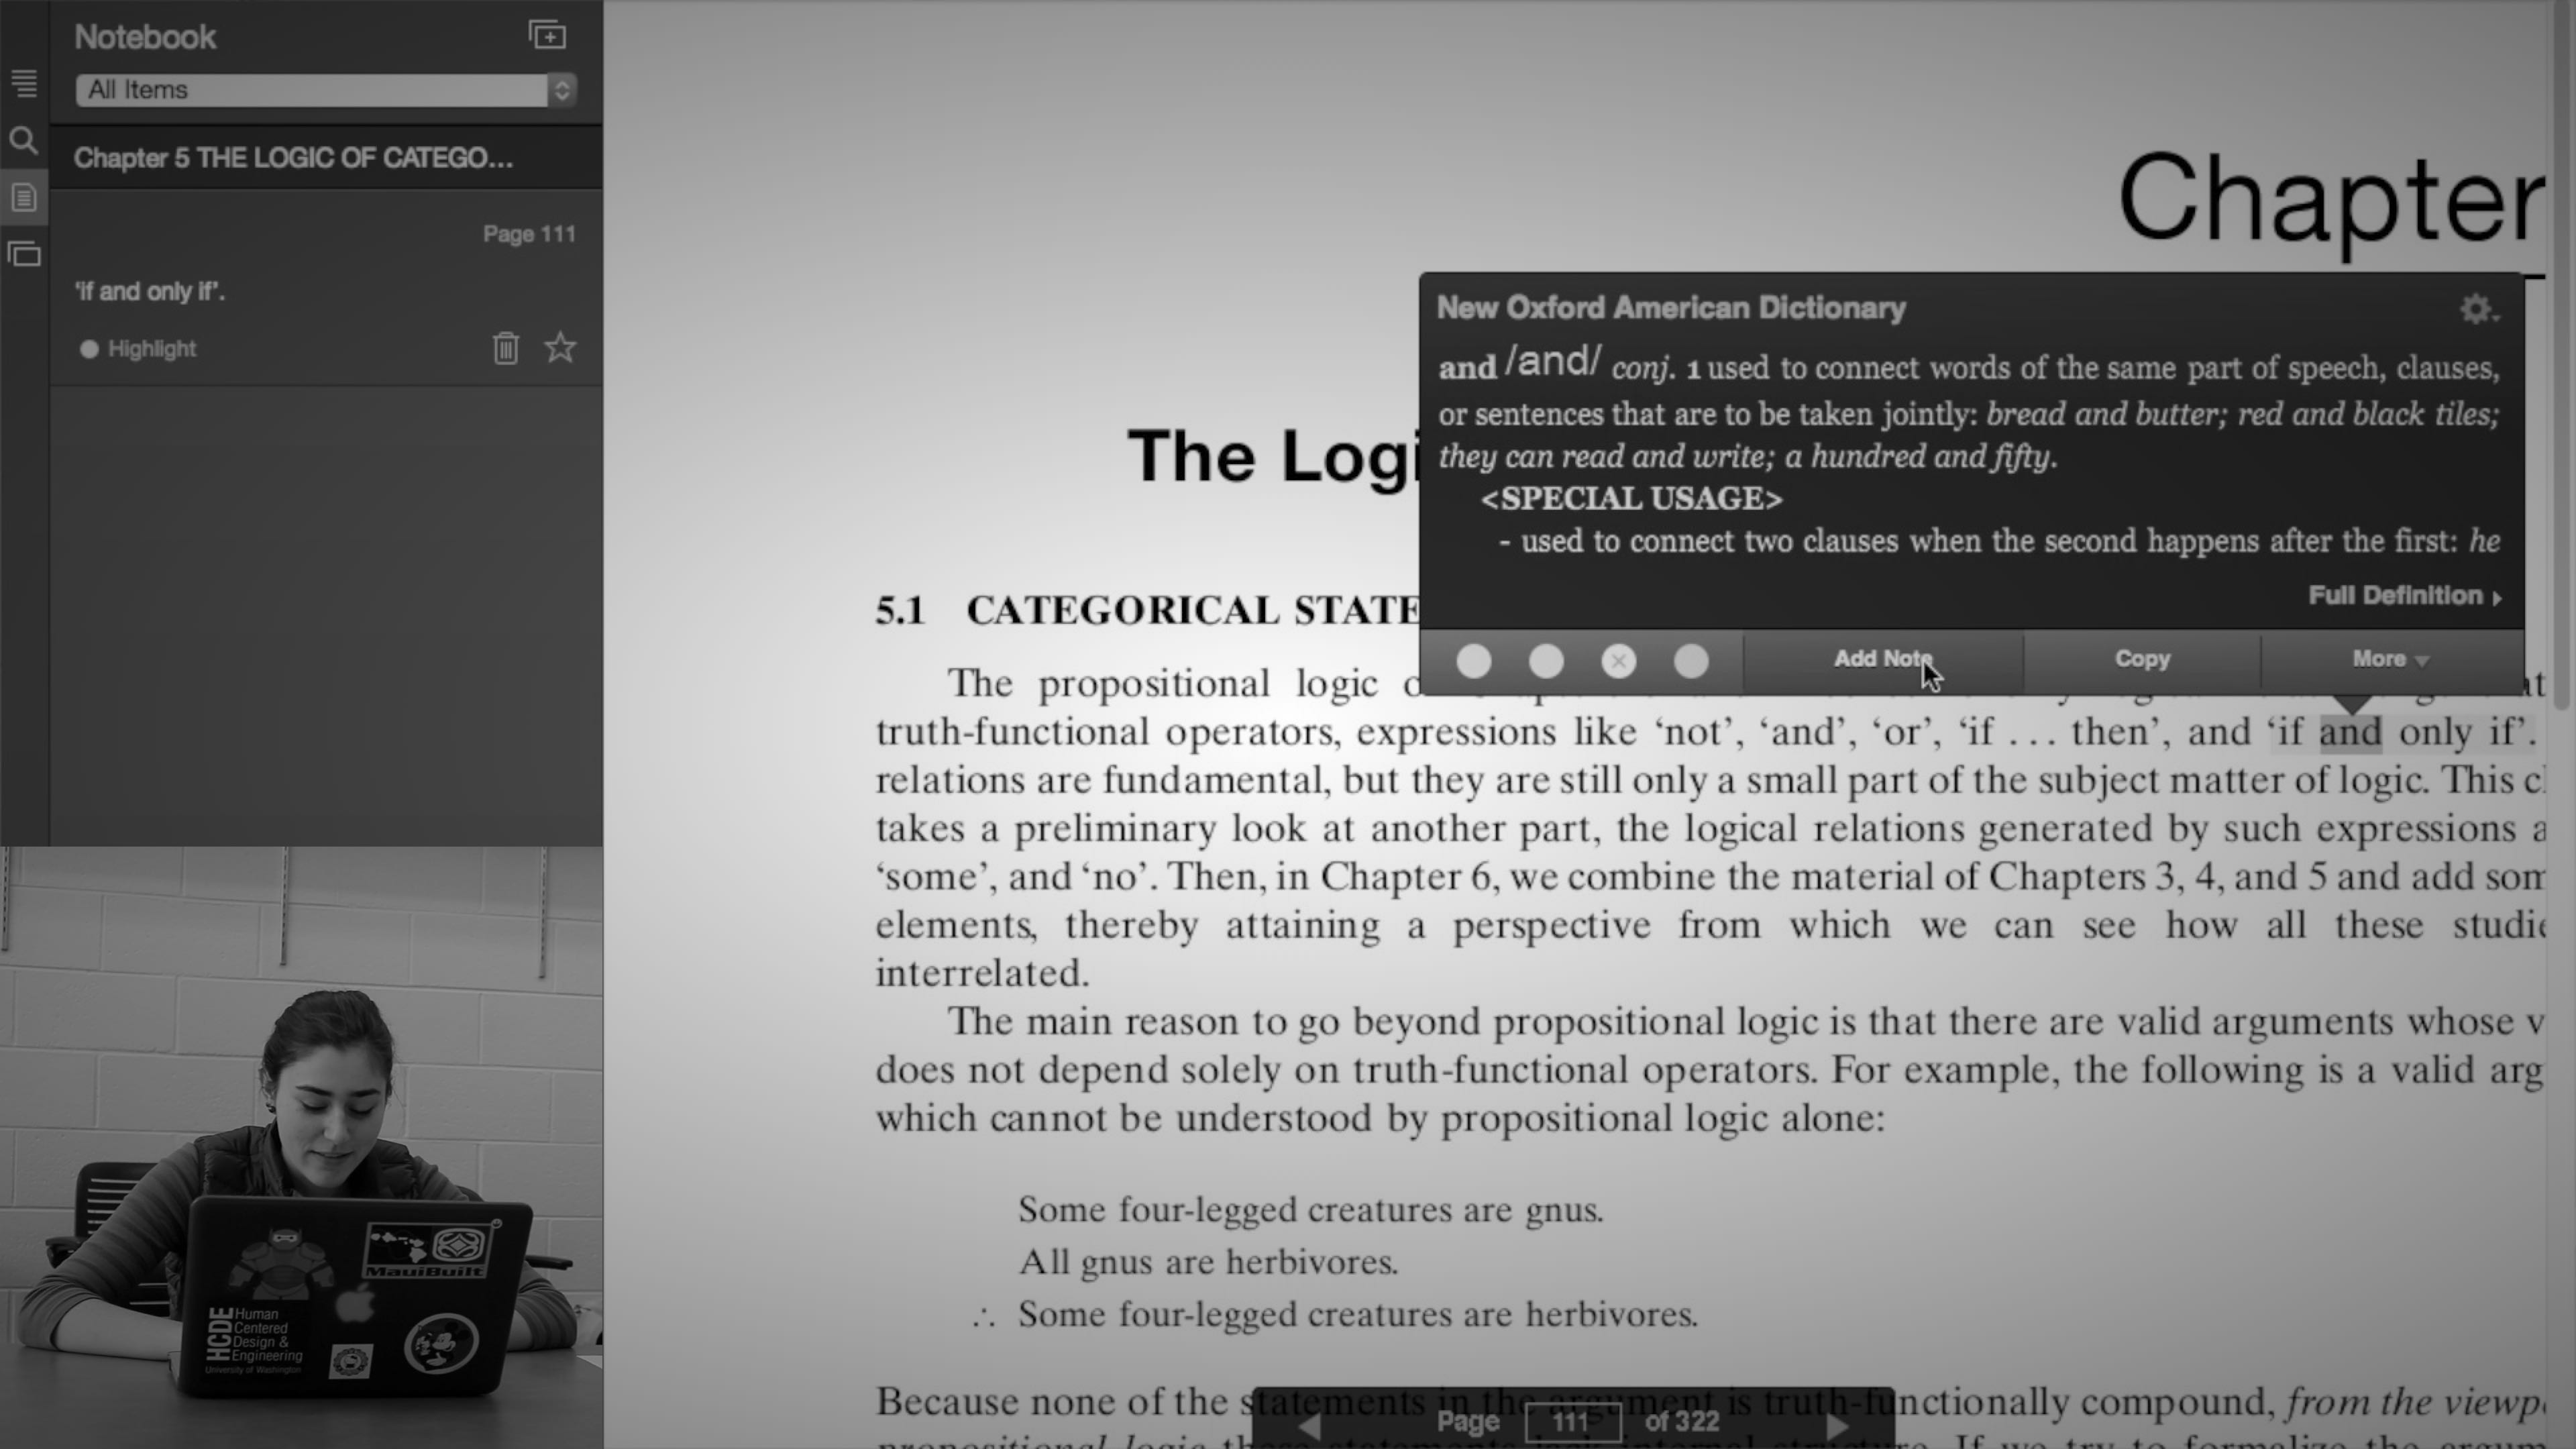 Notebook
All Items
Chapter 5 THE LOGIC OF CATEGO...
Page 111
'if and only if'.
Highlight
Chapter
The Logi
New Oxford American Dictionary
and /and/ conj. 1 used to connect words of the same part of speech, clauses,
or sentences that are to be taken jointly: bread and butter; red and black tiles;
they can read and write; a hundred and fifty.
<SPECIAL USAGE>
- used to connect two clauses when the second happens after the first: he
Full Definition
Add Note
Copy
More
5.1 CATEGORICAL STATE
The propositional logic
truth-functional operators, expressions like ‘not’, ‘and’, ‘or’, ‘if . . . then’, and ‘if and only if’.
relations are fundamental, but they are still only a small part of the subject matter of logic. This c
takes a preliminary look at another part, the logical relations generated by such expressions a
‘some’, and ‘no’. Then, in Chapter 6, we combine the material of Chapters 3, 4, and 5 and add som
elements, thereby attaining a perspective from which we can see how all these studie
interrelated.
The main reason to go beyond propositional logic is that there are valid arguments whose v
does not depend solely on truth-functional operators. For example, the following is a valid arg
which cannot be understood by propositional logic alone:
Some four-legged creatures are gnus.
All gnus are herbivores.
∴ Some four-legged creatures are herbivores.
Because none of the statements in the argument is truth-functionally compound, from the viewp
Page 111 of 322
MauiBuilt
HCDE
Human
Centered
Design &
Engineering
University of Washington